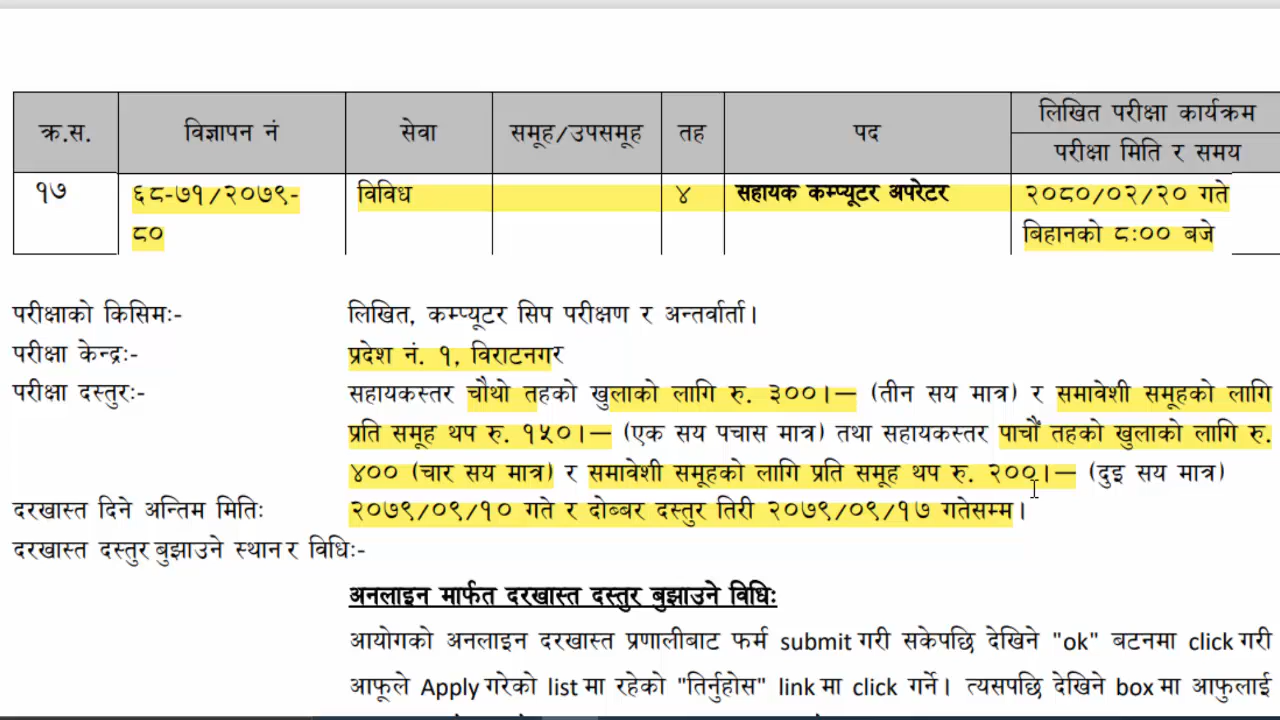 क्र.स. विज्ञापन नं सेवा समूह/उपसमूह तह पद लिखित परीक्षा कार्यक्रम
परीक्षा मिति र समय
१७ ६८-७१/२०७९- विविध ४ सहायक कम्प्यूटर अपरेटर २०८०/०२/२० गते
८० बिहानको ८:०० बजे
परीक्षाको किसिमः- लिखित, कम्प्यूटर सिप परीक्षण र अन्तर्वार्ता।
परीक्षा केन्द्रः- प्रदेश नं. १, विराटनगर
परीक्षा दस्तुरः- सहायकस्तर चौथो तहको खुलाको लागि रु. ३००।— (तीन सय मात्र) र समावेशी समूहको लागि
प्रति समूह थप रु. १५०।— (एक सय पचास मात्र) तथा सहायकस्तर पाचौं तहको खुलाको लागि रु.
४०० (चार सय मात्र) र समावेशी समूहको लागि प्रति समूह थप रु. २००।— (दुइ सय मात्र)
दरखास्त दिने अन्तिम मितिः २०७९/०९/१० गते र दोब्बर दस्तुर तिरी २०७९/०९/१७ गतेसम्म।
दरखास्त दस्तुर बुझाउने स्थान र विधिः-
अनलाइन मार्फत दरखास्त दस्तुर बुझाउने विधिः
आयोगको अनलाइन दरखास्त प्रणालीबाट फर्म submit गरी सकेपछि देखिने "ok" बटनमा click गरी
आफूले Apply गरेको list मा रहेको "तिर्नुहोस" link मा click गर्ने। त्यसपछि देखिने box मा आफुलाई